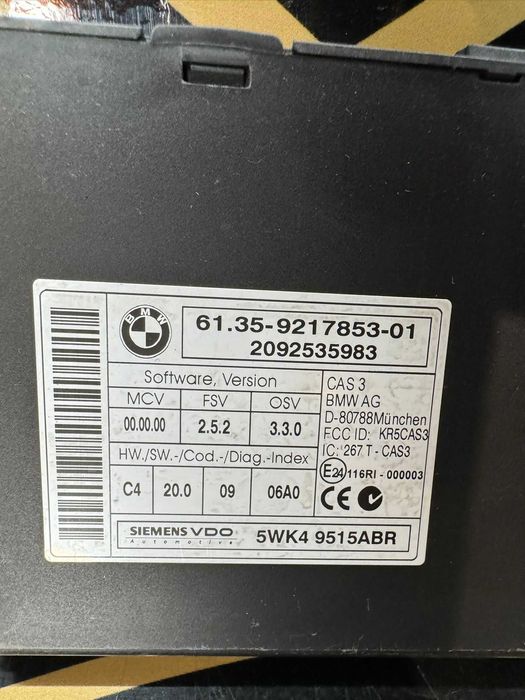 BMW
61.35-9217853-01
2092535983
Software, Version
MCV FSV OSV
00.00.00 2.5.2 3.3.0
HW./SW.-/Cod.-/Diag.-Index
C4 20.0 09 06A0
CAS 3
BMW AG
D-80788München
FCC ID: KR5CAS3
IC: 267 T - CAS3
E24 116RI - 000003
CE
SIEMENS VDO
Automotive
5WK4 9515ABR